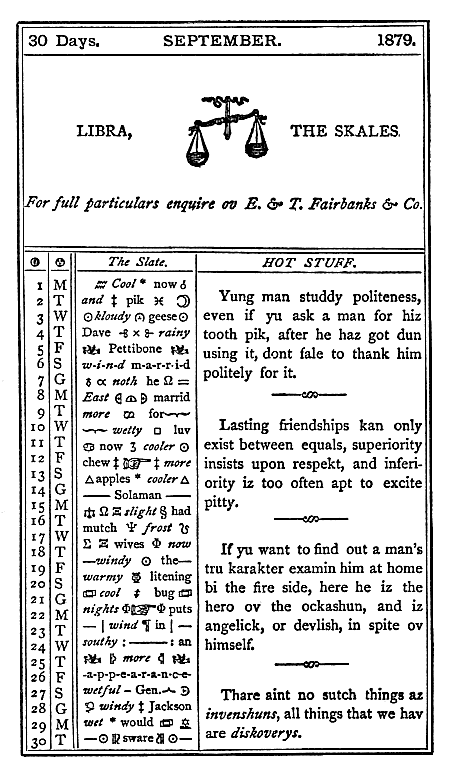 30 Days. SEPTEMBER. 1879.
LIBRA, THE SKALES.
For full particulars enquire ov E. & T. Fairbanks & Co.
The Slate. HOT STUFF.
1 M Cool * now
2 T and ‡ pik
3 W kloudy geese
4 T Dave rainy
5 F Pettibone
6 S w-i-n-d m-a-r-r-i-d
7 G noth he
8 M East marrid
9 T more for
10 W wetty luv
11 T now cooler
12 F chew ‡ ‡ more
13 S apples * cooler
14 G Solaman
15 M slight § had
16 T mutch frost
17 W wives now
18 T windy the
19 F warmy litening
20 S cool ‡ bug
21 G nights puts
22 M wind ¶ in
23 T southy : : an
24 W more
25 T -a-p-p-e-a-r-a-n-c-e-
26 F wetful - Gen.
27 S windy ‡ Jackson
28 G wet * would
29 M sware
30 T
Yung man studdy politeness,
even if yu ask a man for hiz
tooth pik, after he haz got dun
using it, dont fale to thank him
politely for it.
Lasting friendships kan only
exist between equals, superiority
insists upon respekt, and inferi-
ority iz too often apt to excite
pitty.
If yu want to find out a man's
tru karakter examin him at home
bi the fire side, here he iz the
hero ov the ockashun, and iz
angelick, or devlish, in spite ov
himself.
Thare aint no sutch things az
invenshuns, all things that we hav
are diskoverys.